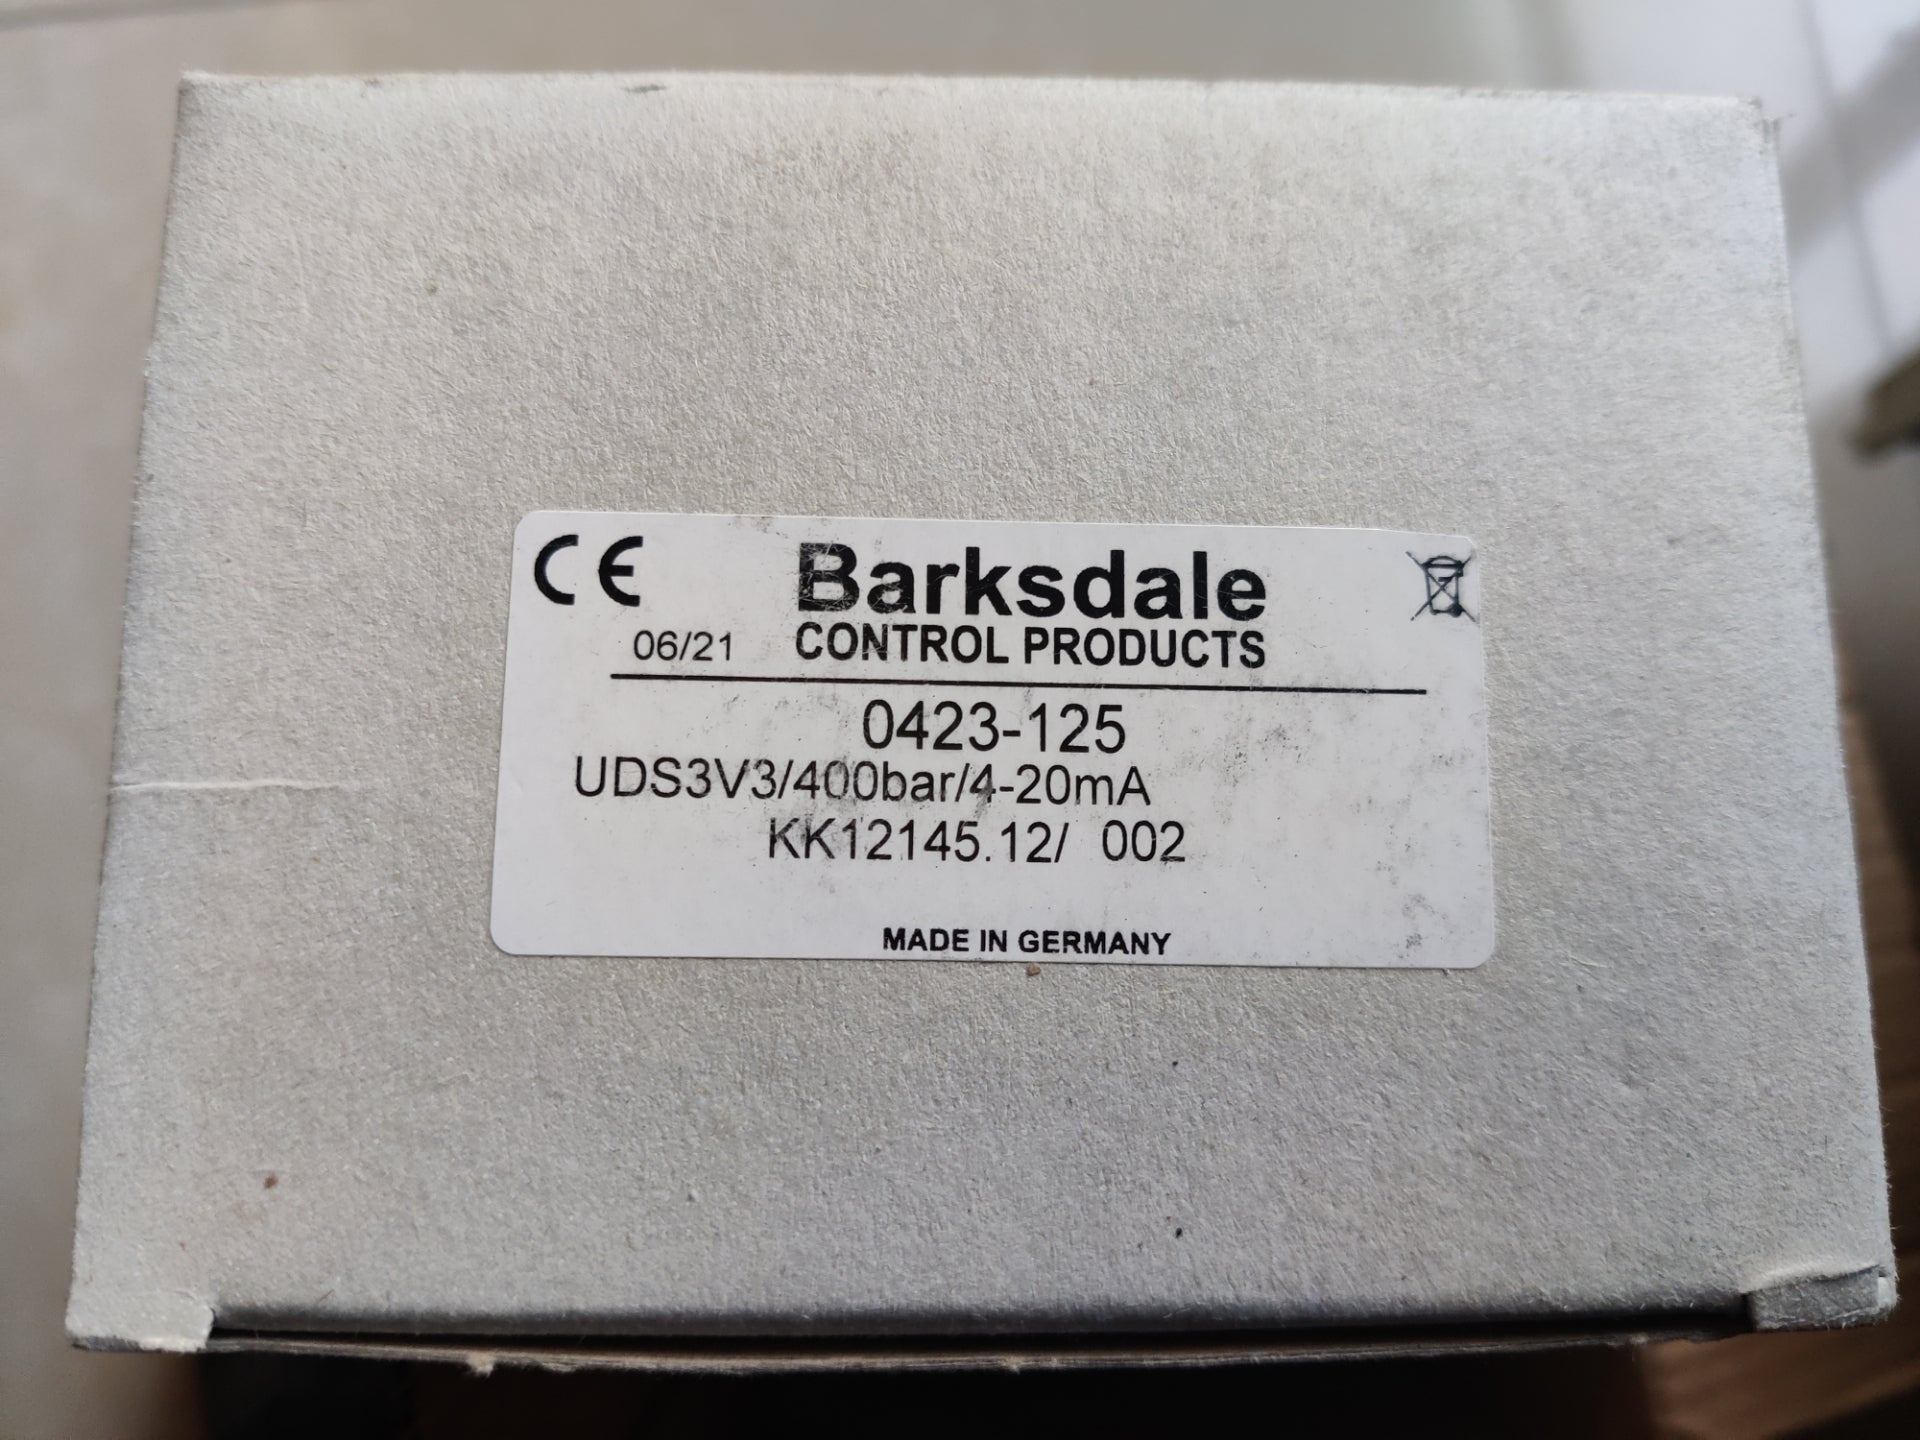 CE Barksdale
06/21 CONTROL PRODUCTS
0423-125
UDS3V3/400bar/4-20mA
KK12145.12/ 002
MADE IN GERMANY